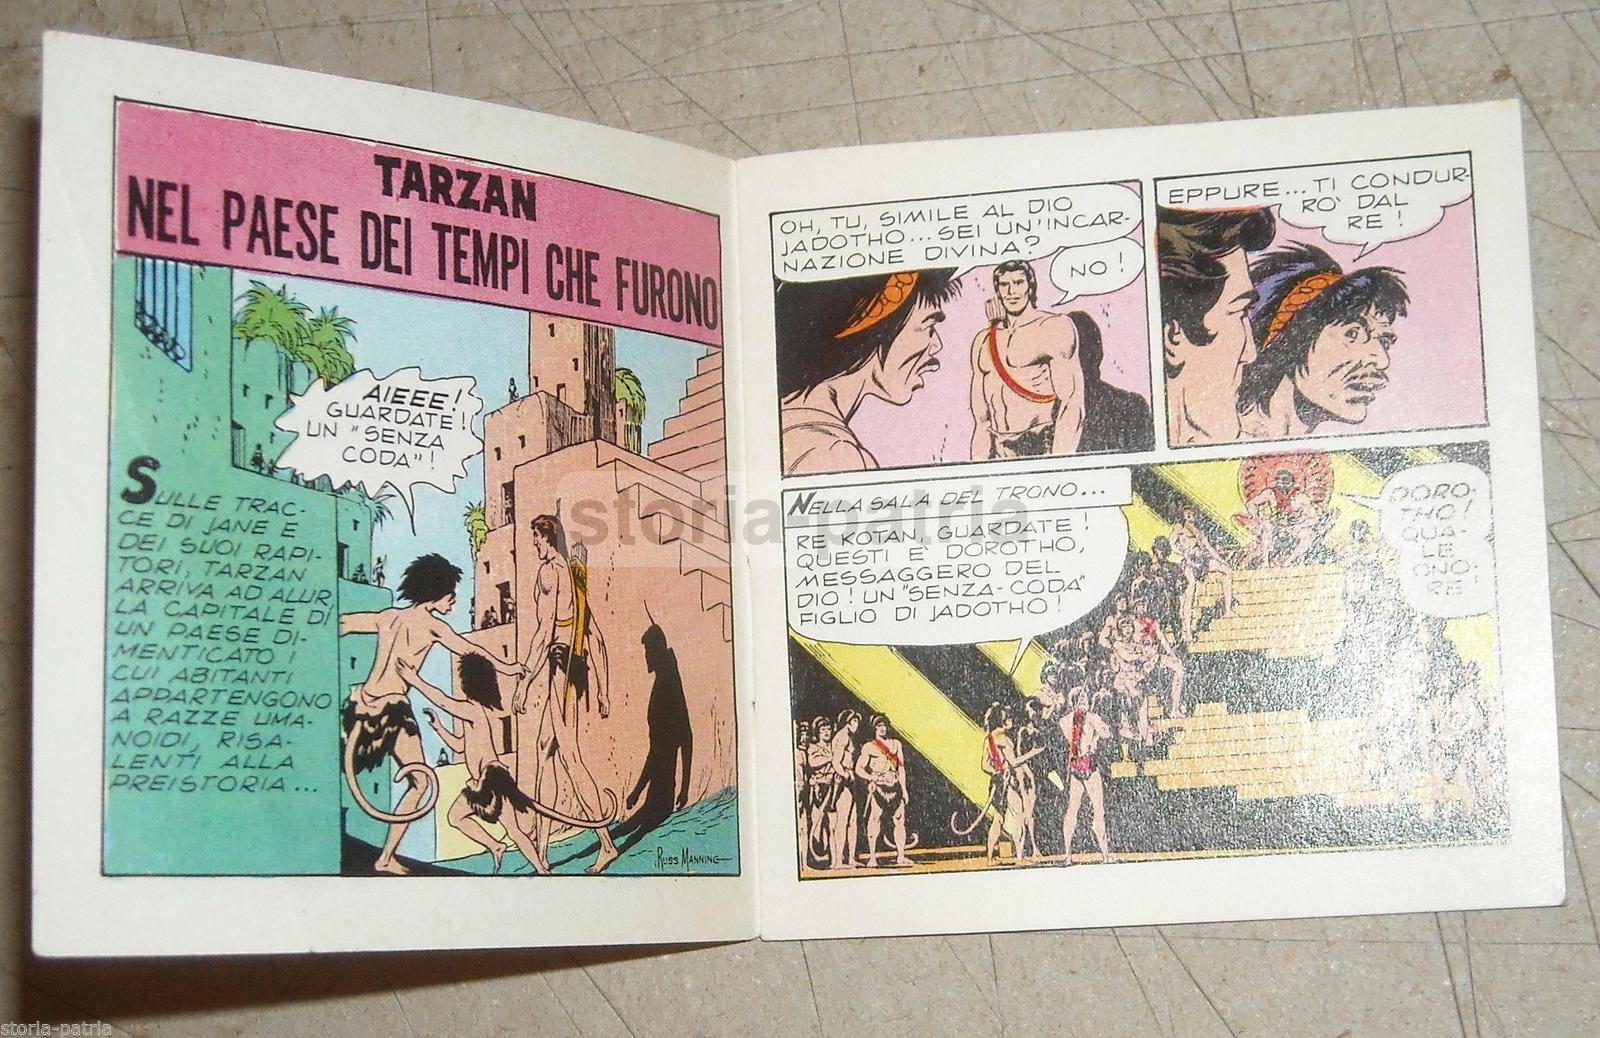 TARZAN
NEL PAESE DEI TEMPI CHE FURONO
AIEEE!
GUARDATE!
UN "SENZA
CODA"!
SULLE TRAC-
CE DI JANE E
DEI SUOI RAPI-
TORI, TARZAN
ARRIVA AD ALUR
LA CAPITALE DI
UN PAESE DI-
MENTICATO I
CUI ABITANTI
APPARTENGONO
A RAZZE UMA-
NOIDI, RISA-
LENTI ALLA
PREISTORIA...
RUSS MANNING
OH, TU, SIMILE AL DIO
JADOTHO... SEI UN'INCAR-
NAZIONE DIVINA?
NO!
EPPURE... TI CONDUR-
RO' DAL
RE!
NELLA SALA DEL TRONO...
RE KOTAN, GUARDATE!
QUESTI E' DOROTHO,
MESSAGGERO DEL
DIO! UN "SENZA-CODA"
FIGLIO DI JADOTHO!
DORO-
THO!
QUA-
LE
ONO-
RE!
storia-patria
storia-patria